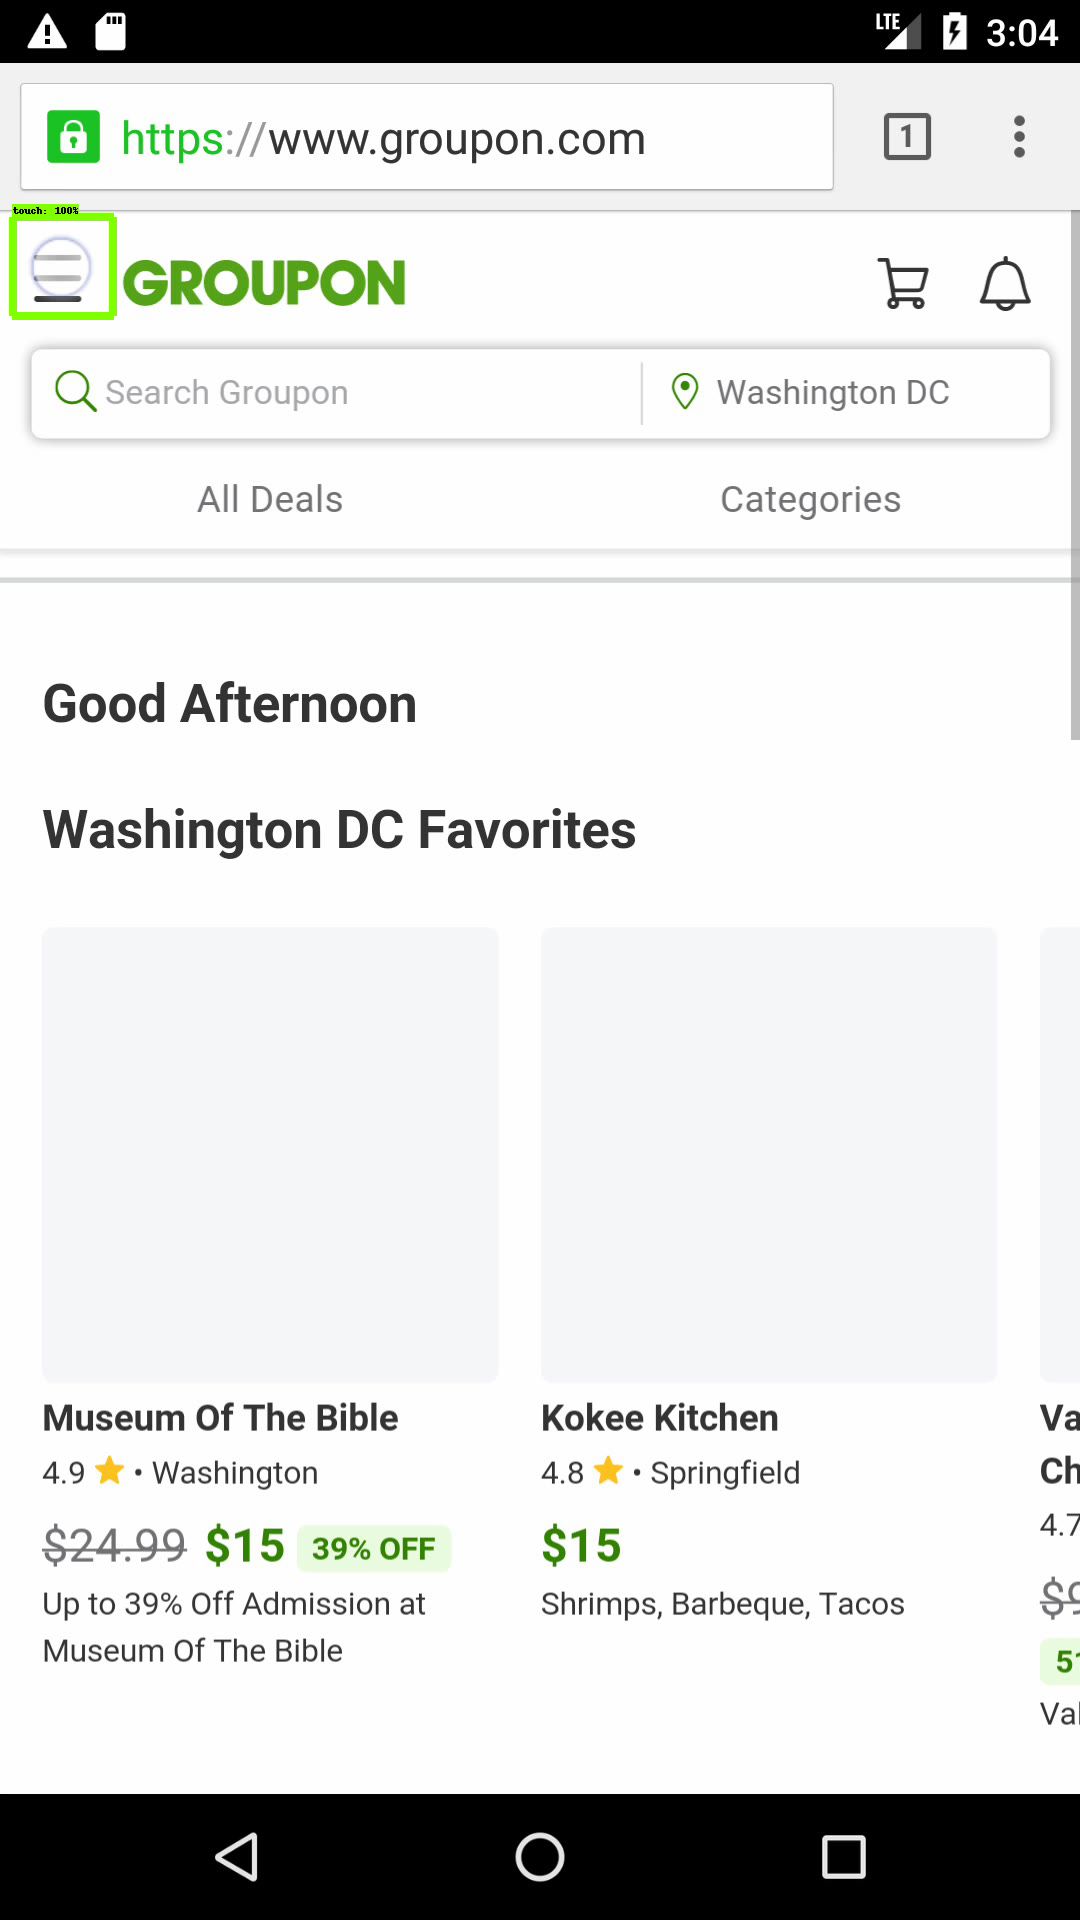 LTE 3:04
https://www.groupon.com 1
touch: 100%
GROUPON
Search Groupon Washington DC
All Deals Categories
Good Afternoon
Washington DC Favorites
Museum Of The Bible
4.9 • Washington
$24.99 $15 39% OFF
Up to 39% Off Admission at
Museum Of The Bible
Kokee Kitchen
4.8 • Springfield
$15
Shrimps, Barbeque, Tacos
Va
Ch
4.7
$9
51
Val